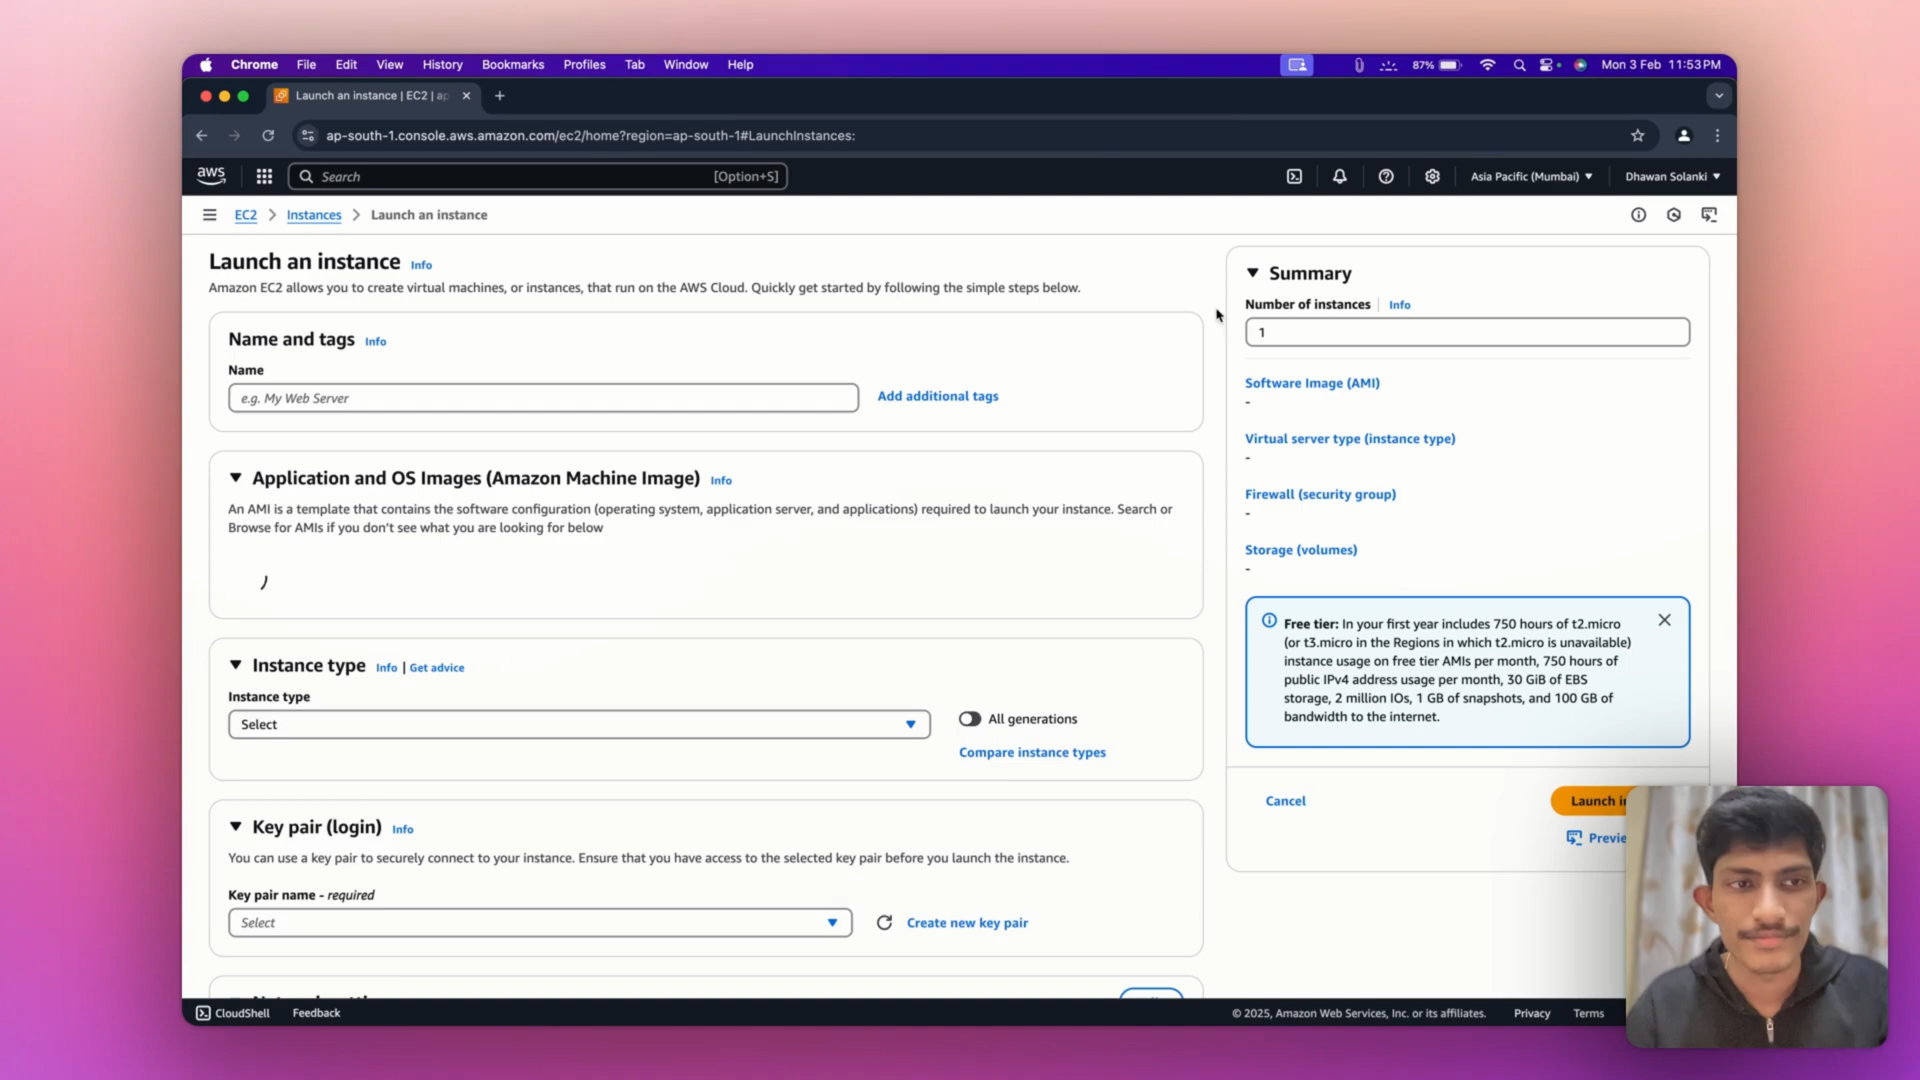 Chrome File Edit View History Bookmarks Profiles Tab Window Help 87% Mon 3 Feb 11:53PM
Launch an instance | EC2 | ap
ap-south-1.console.aws.amazon.com/ec2/home?region=ap-south-1#LaunchInstances:
aws Search [Option+S] Asia Pacific (Mumbai) Dhawan Solanki
EC2 Instances Launch an instance
Launch an instance Info
Amazon EC2 allows you to create virtual machines, or instances, that run on the AWS Cloud. Quickly get started by following the simple steps below.
Name and tags Info
Name
e.g. My Web Server Add additional tags
Application and OS Images (Amazon Machine Image) Info
An AMI is a template that contains the software configuration (operating system, application server, and applications) required to launch your instance. Search or
Browse for AMIs if you don't see what you are looking for below
Instance type Info | Get advice
Instance type
Select
All generations
Compare instance types
Key pair (login) Info
You can use a key pair to securely connect to your instance. Ensure that you have access to the selected key pair before you launch the instance.
Key pair name - required
Select
Create new key pair
Summary
Number of instances Info
1
Software Image (AMI)
-
Virtual server type (instance type)
-
Firewall (security group)
-
Storage (volumes)
-
Free tier: In your first year includes 750 hours of t2.micro
(or t3.micro in the Regions in which t2.micro is unavailable)
instance usage on free tier AMIs per month, 750 hours of
public IPv4 address usage per month, 30 GiB of EBS
storage, 2 million IOs, 1 GB of snapshots, and 100 GB of
bandwidth to the internet.
Cancel
Launch i
Previe
CloudShell Feedback © 2025, Amazon Web Services, Inc. or its affiliates. Privacy Terms